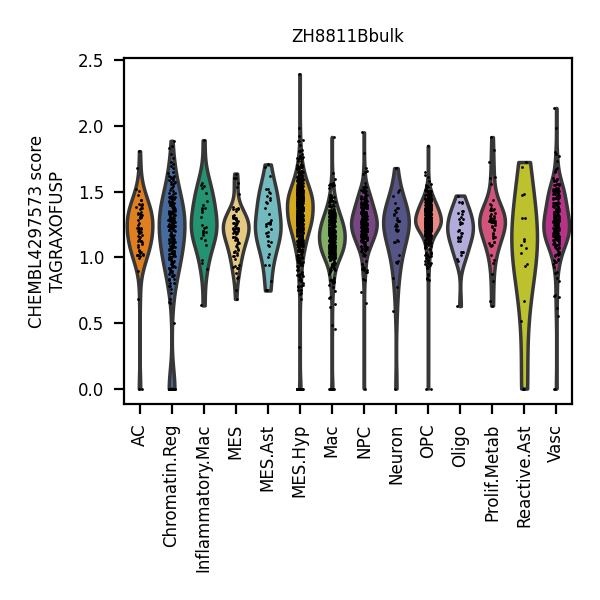 ZH8811Bbulk
CHEMBL4297573 score
TAGRAXOFUSP
2.5
2.0
1.5
1.0
0.5
0.0
AC
Chromatin.Reg
Inflammatory.Mac
MES
MES.Ast
MES.Hyp
Mac
NPC
Neuron
OPC
Oligo
Prolif.Metab
Reactive.Ast
Vasc